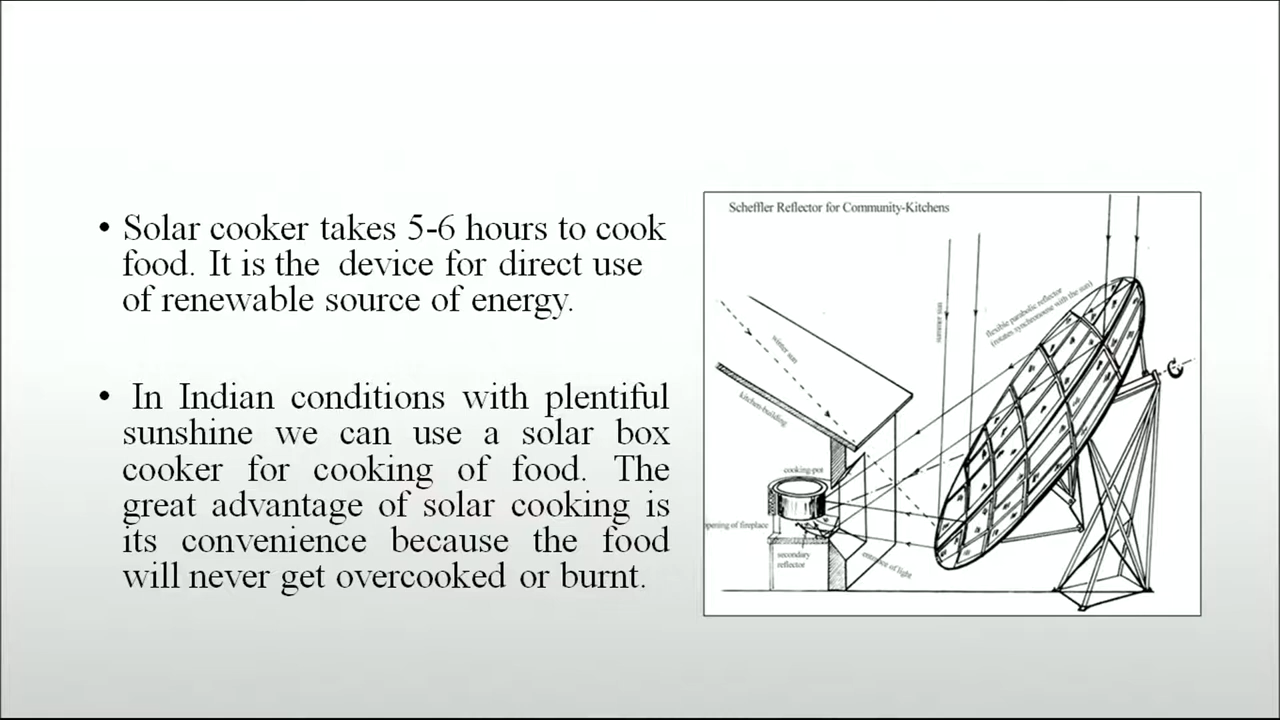 • Solar cooker takes 5-6 hours to cook
food. It is the device for direct use
of renewable source of energy.
• In Indian conditions with plentiful
sunshine we can use a solar box
cooker for cooking of food. The
great advantage of solar cooking is
its convenience because the food
will never get overcooked or burnt.
Scheffler Reflector for Community-Kitchens
summer sun
flexible parabolic reflector
(rotates synchronouse with the sun)
winter sun
kitchen-building
cooking-pot
opening of fireplace
secondary
reflector
entrance of light